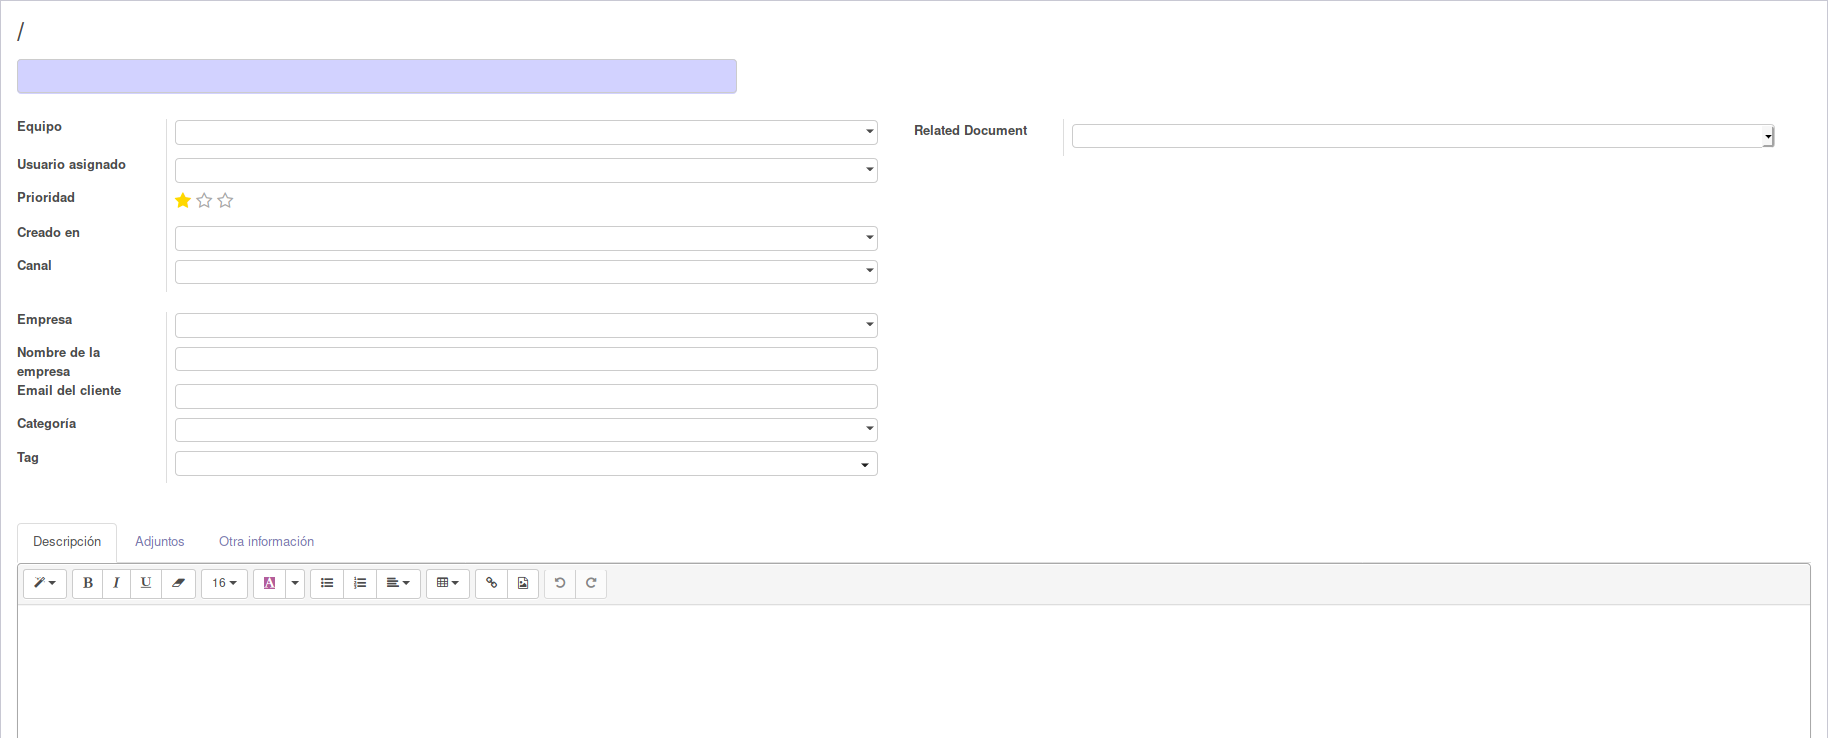 /
Equipo
Related Document
Usuario asignado
Prioridad
Creado en
Canal
Empresa
Nombre de la
empresa
Email del cliente
Categoría
Tag
Descripción Adjuntos Otra información
B I U 16 A